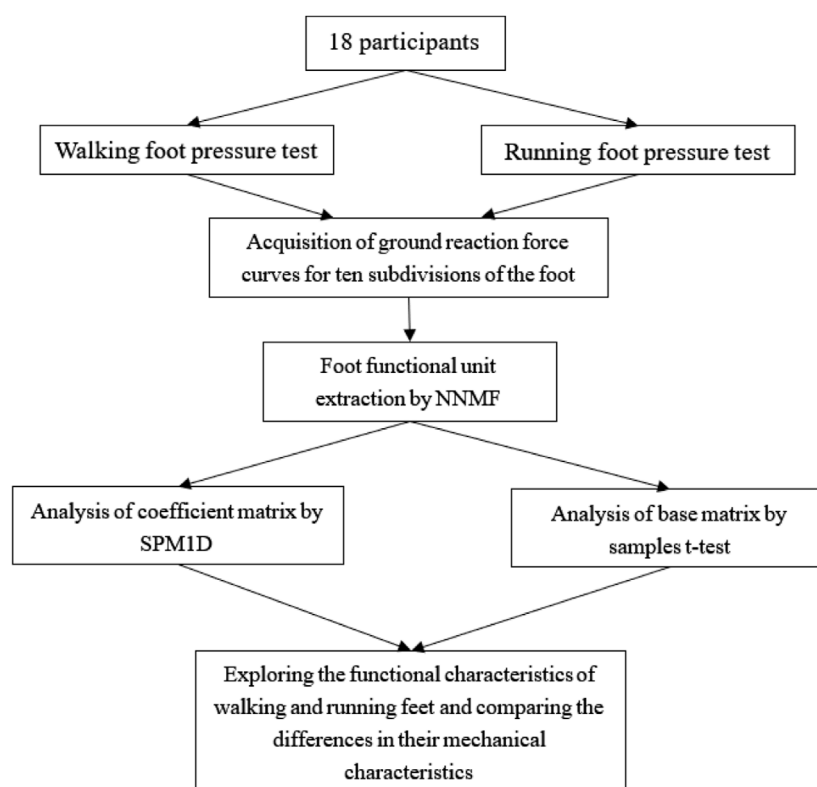 18 participants
Walking foot pressure test
Running foot pressure test
Acquisition of ground reaction force
curves for ten subdivisions of the foot
Foot functional unit
extraction by NNMF
Analysis of coefficient matrix by
SPM1D
Analysis of base matrix by
samples t-test
Exploring the functional characteristics of
walking and running feet and comparing the
differences in their mechanical
characteristics